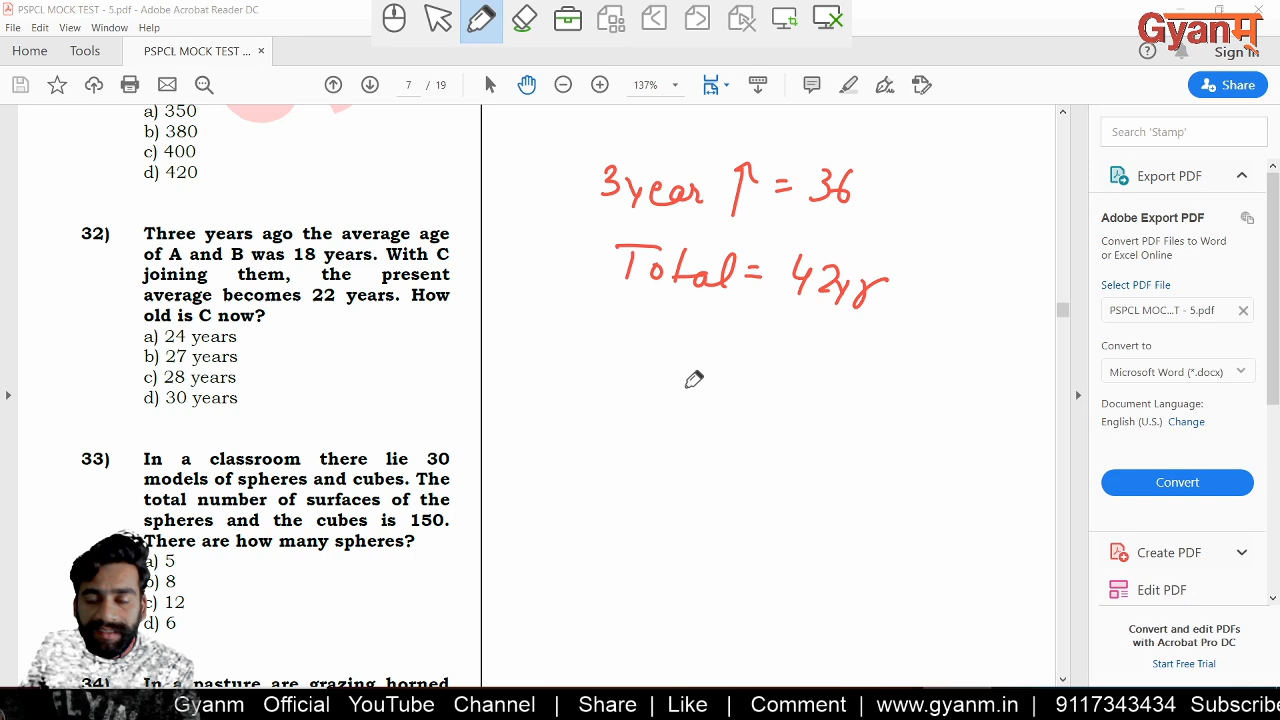 PSPCL MOCK TEST - 5.pdf - Adobe Acrobat Reader DC
File Edit View Window Help
Home Tools PSPCL MOCK TEST ... ×
Gyanम्
Sign In
7 / 19
137%
Share
a) 350
b) 380
c) 400
d) 420
32) Three years ago the average age
of A and B was 18 years. With C
joining them, the present
average becomes 22 years. How
old is C now?
a) 24 years
b) 27 years
c) 28 years
d) 30 years
33) In a classroom there lie 30
models of spheres and cubes. The
total number of surfaces of the
spheres and the cubes is 150.
There are how many spheres?
a) 5
b) 8
c) 12
d) 6
34) In a pasture are grazing horned
3 year ↑ = 36
Total = 42 yr
Search 'Stamp'
Export PDF
Adobe Export PDF
Convert PDF Files to Word
or Excel Online
Select PDF File
PSPCL MOC...T - 5.pdf
Convert to
Microsoft Word (*.docx)
Document Language:
English (U.S.) Change
Convert
Create PDF
Edit PDF
Convert and edit PDFs
with Acrobat Pro DC
Start Free Trial
Gyanm Official YouTube Channel | Share | Like | Comment | www.gyanm.in | 9117343434 Subscribe